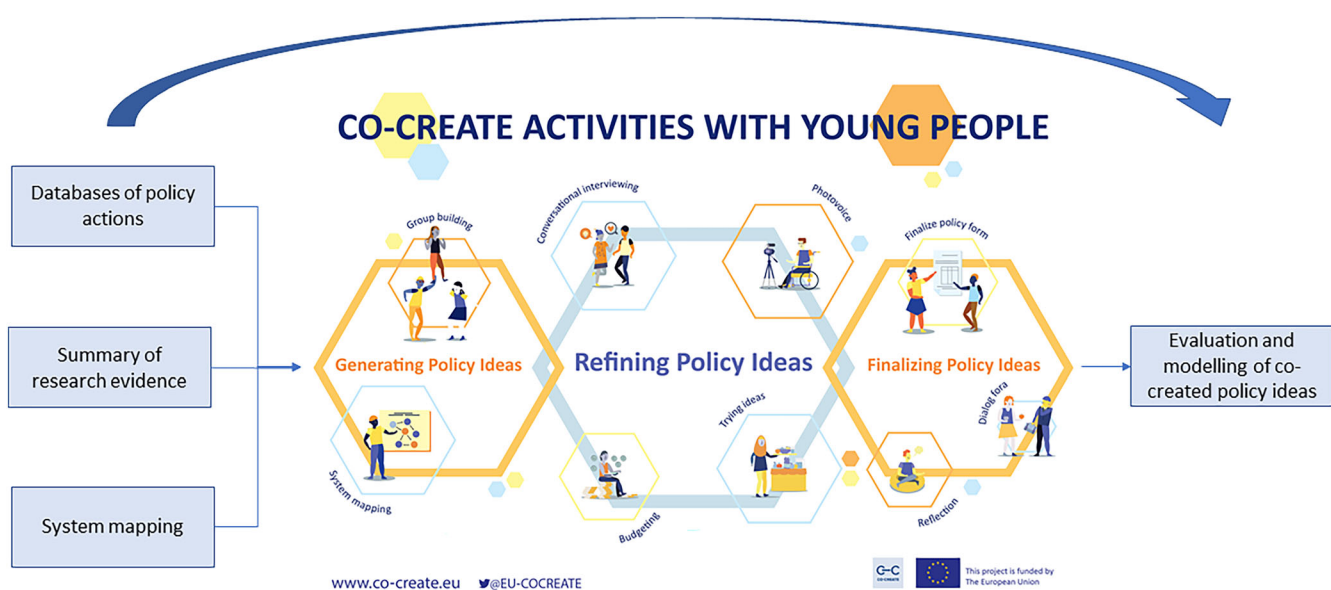 CO-CREATE ACTIVITIES WITH YOUNG PEOPLE
Databases of policy
actions
Summary of
research evidence
System mapping
Group building
Generating Policy Ideas
System mapping
Conversational interviewing
Photovoice
Refining Policy Ideas
Budgeting
Trying ideas
Finalize policy form
Finalizing Policy Ideas
Dialog fora
Reflection
Evaluation and
modelling of co-
created policy ideas
www.co-create.eu
@EU-COCREATE
C-C
CO-CREATE
This project is funded by
The European Union